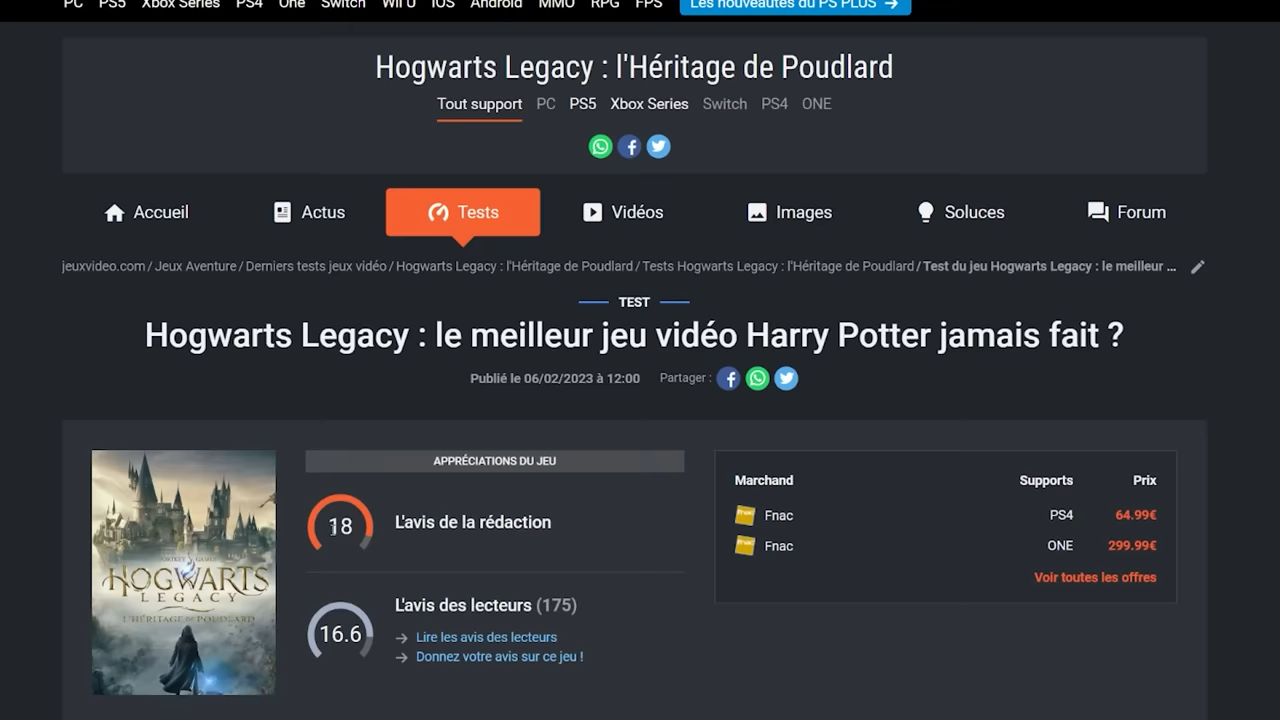 PC PS5 Xbox Series PS4 One Switch Wii U iOS Android MMO RPG FPS Les nouveautés du PS PLUS →
Hogwarts Legacy : l'Héritage de Poudlard
Tout support PC PS5 Xbox Series Switch PS4 ONE
Accueil Actus Tests Vidéos Images Soluces Forum
jeuxvideo.com / Jeux Aventure / Derniers tests jeux vidéo / Hogwarts Legacy : l'Héritage de Poudlard / Tests Hogwarts Legacy : l'Héritage de Poudlard / Test du jeu Hogwarts Legacy : le meilleur ...
TEST
Hogwarts Legacy : le meilleur jeu vidéo Harry Potter jamais fait ?
Publié le 06/02/2023 à 12:00 Partager :
APPRÉCIATIONS DU JEU
18 L'avis de la rédaction
16.6 L'avis des lecteurs (175)
→ Lire les avis des lecteurs
→ Donnez votre avis sur ce jeu !
Marchand Supports Prix
Fnac PS4 64.99€
Fnac ONE 299.99€
Voir toutes les offres
HOGWARTS
LEGACY
L'HÉRITAGE DE POUDLARD